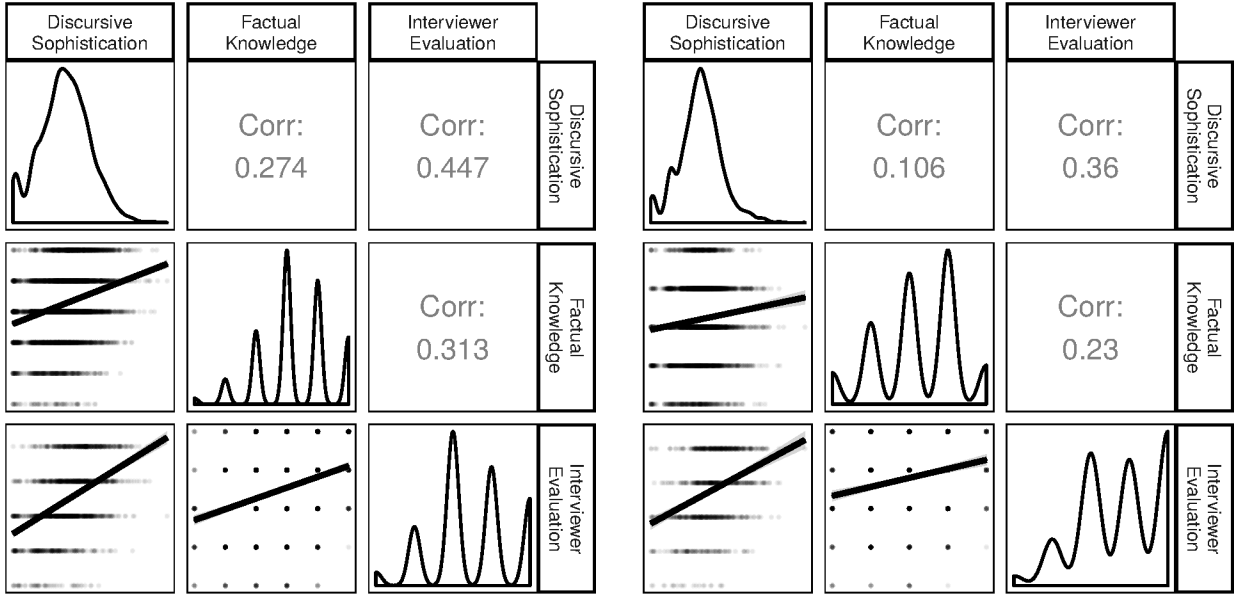 Discursive
Sophistication
Factual
Knowledge
Interviewer
Evaluation
Corr:
0.274
Corr:
0.447
Discursive
Sophistication
Corr:
0.313
Factual
Knowledge
Interviewer
Evaluation
Discursive
Sophistication
Factual
Knowledge
Interviewer
Evaluation
Corr:
0.106
Corr:
0.36
Discursive
Sophistication
Corr:
0.23
Factual
Knowledge
Interviewer
Evaluation